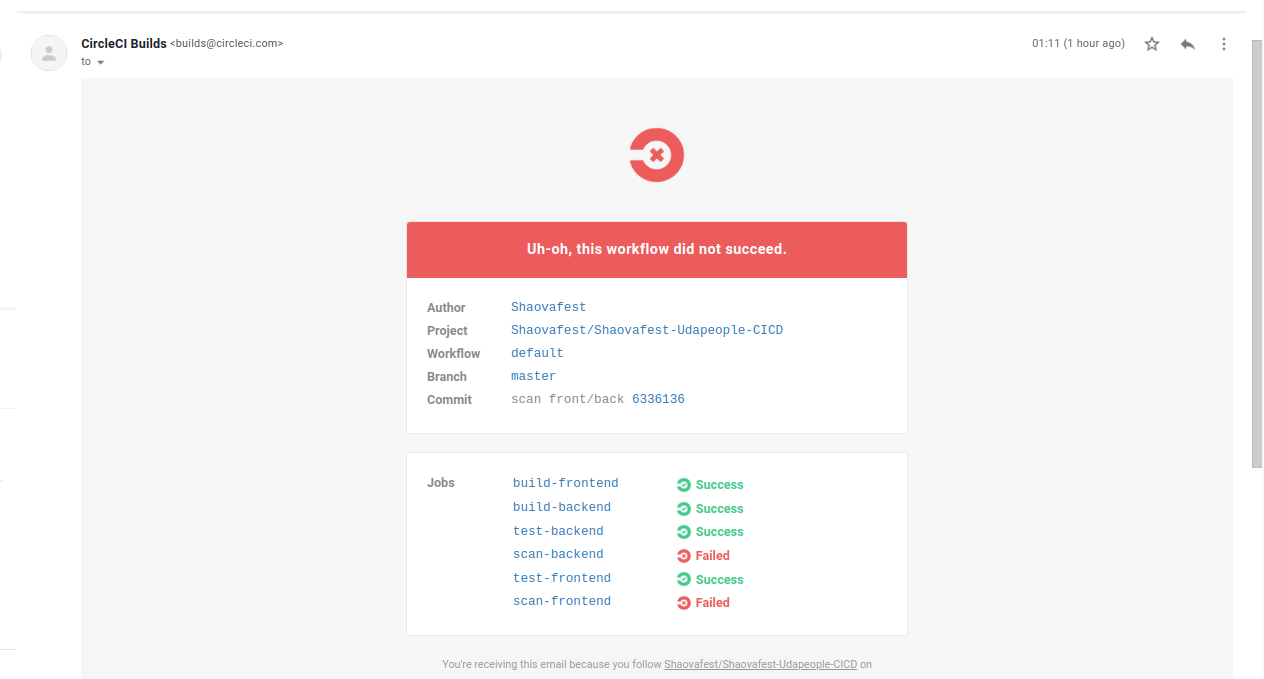 CircleCI Builds <builds@circleci.com>
01:11 (1 hour ago)
to
Uh-oh, this workflow did not succeed.
Author Shaovafest
Project Shaovafest/Shaovafest-Udapeople-CICD
Workflow default
Branch master
Commit scan front/back 6336136
Jobs build-frontend Success
build-backend Success
test-backend Success
scan-backend Failed
test-frontend Success
scan-frontend Failed
You're receiving this email because you follow Shaovafest/Shaovafest-Udapeople-CICD on